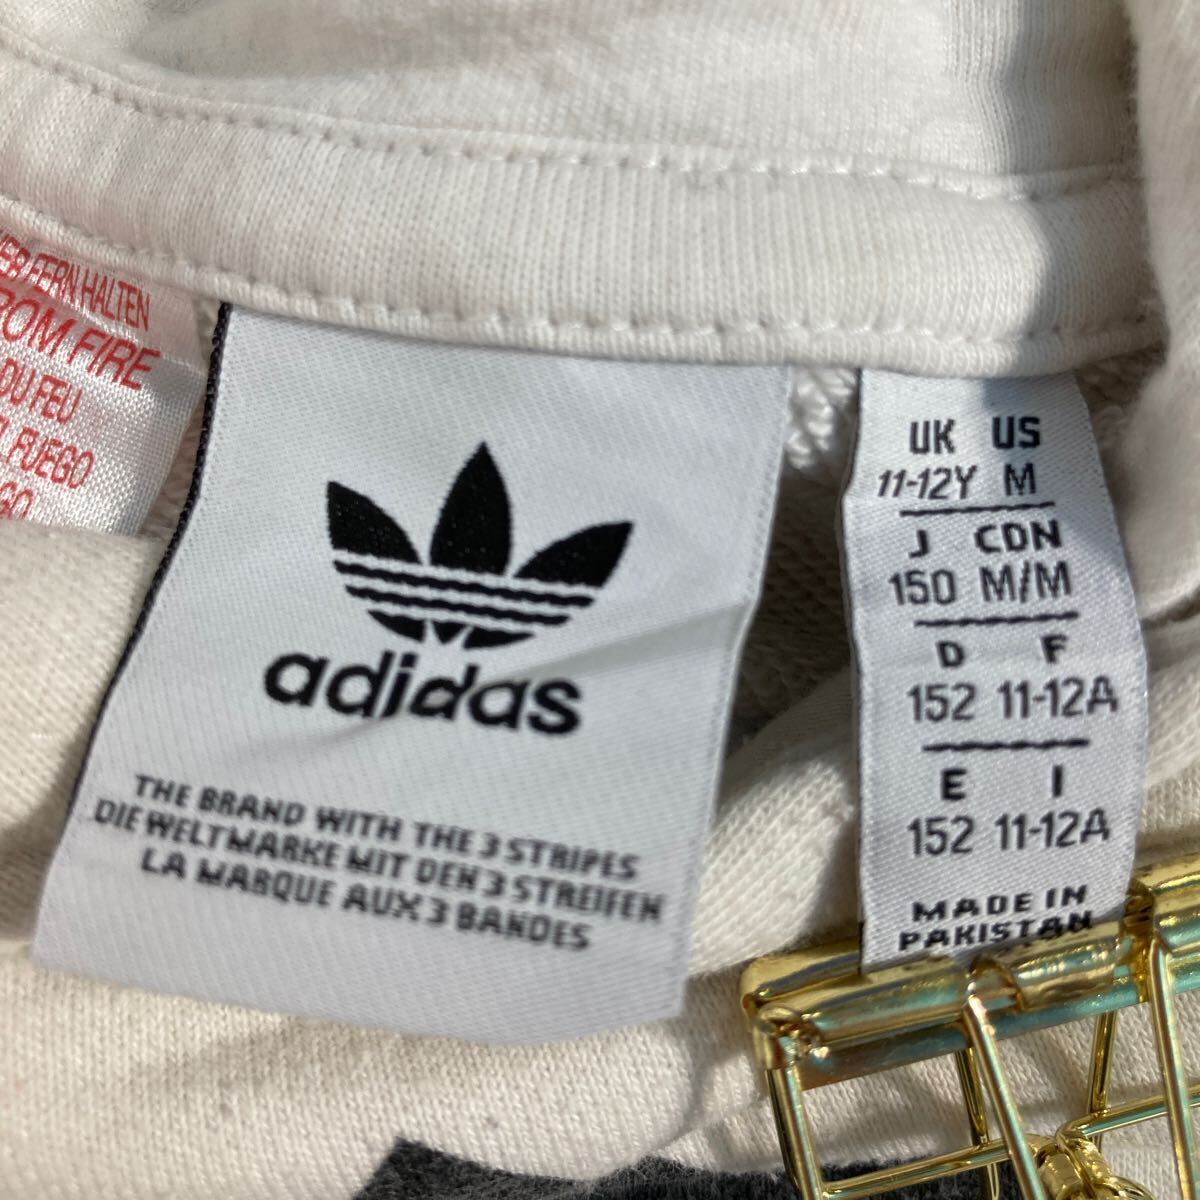 FERN HALTEN
FROM FIRE
DU FEU
FUEGO
adidas
THE BRAND WITH THE 3 STRIPES
DIE WELTMARKE MIT DEN 3 STREIFEN
LA MARQUE AUX 3 BANDES
UK US
11-12Y M
J CDN
150 M/M
D F
152 11-12A
E I
152 11-12A
MADE IN
PAKISTAN